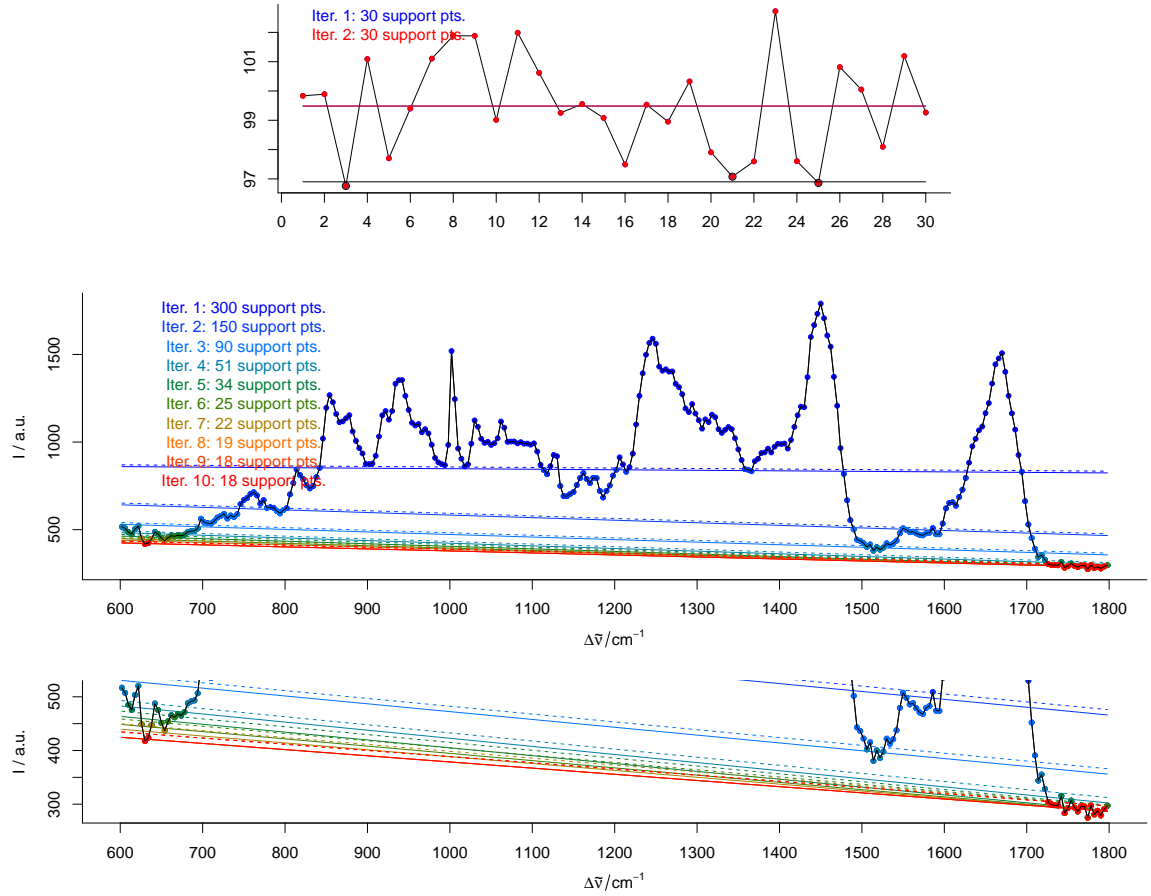 Iter. 1: 30 support pts.
Iter. 2: 30 support pts.
101
99
97
0 2 4 6 8 10 12 14 16 18 20 22 24 26 28 30
Iter. 1: 300 support pts.
Iter. 2: 150 support pts.
Iter. 3: 90 support pts.
Iter. 4: 51 support pts.
Iter. 5: 34 support pts.
Iter. 6: 25 support pts.
Iter. 7: 22 support pts.
Iter. 8: 19 support pts.
Iter. 9: 18 support pts.
Iter. 10: 18 support pts.
I / a.u.
1500
1000
500
600 700 800 900 1000 1100 1200 1300 1400 1500 1600 1700 1800
Δν̃/cm⁻¹
I / a.u.
500
400
300
600 700 800 900 1000 1100 1200 1300 1400 1500 1600 1700 1800
Δν̃/cm⁻¹